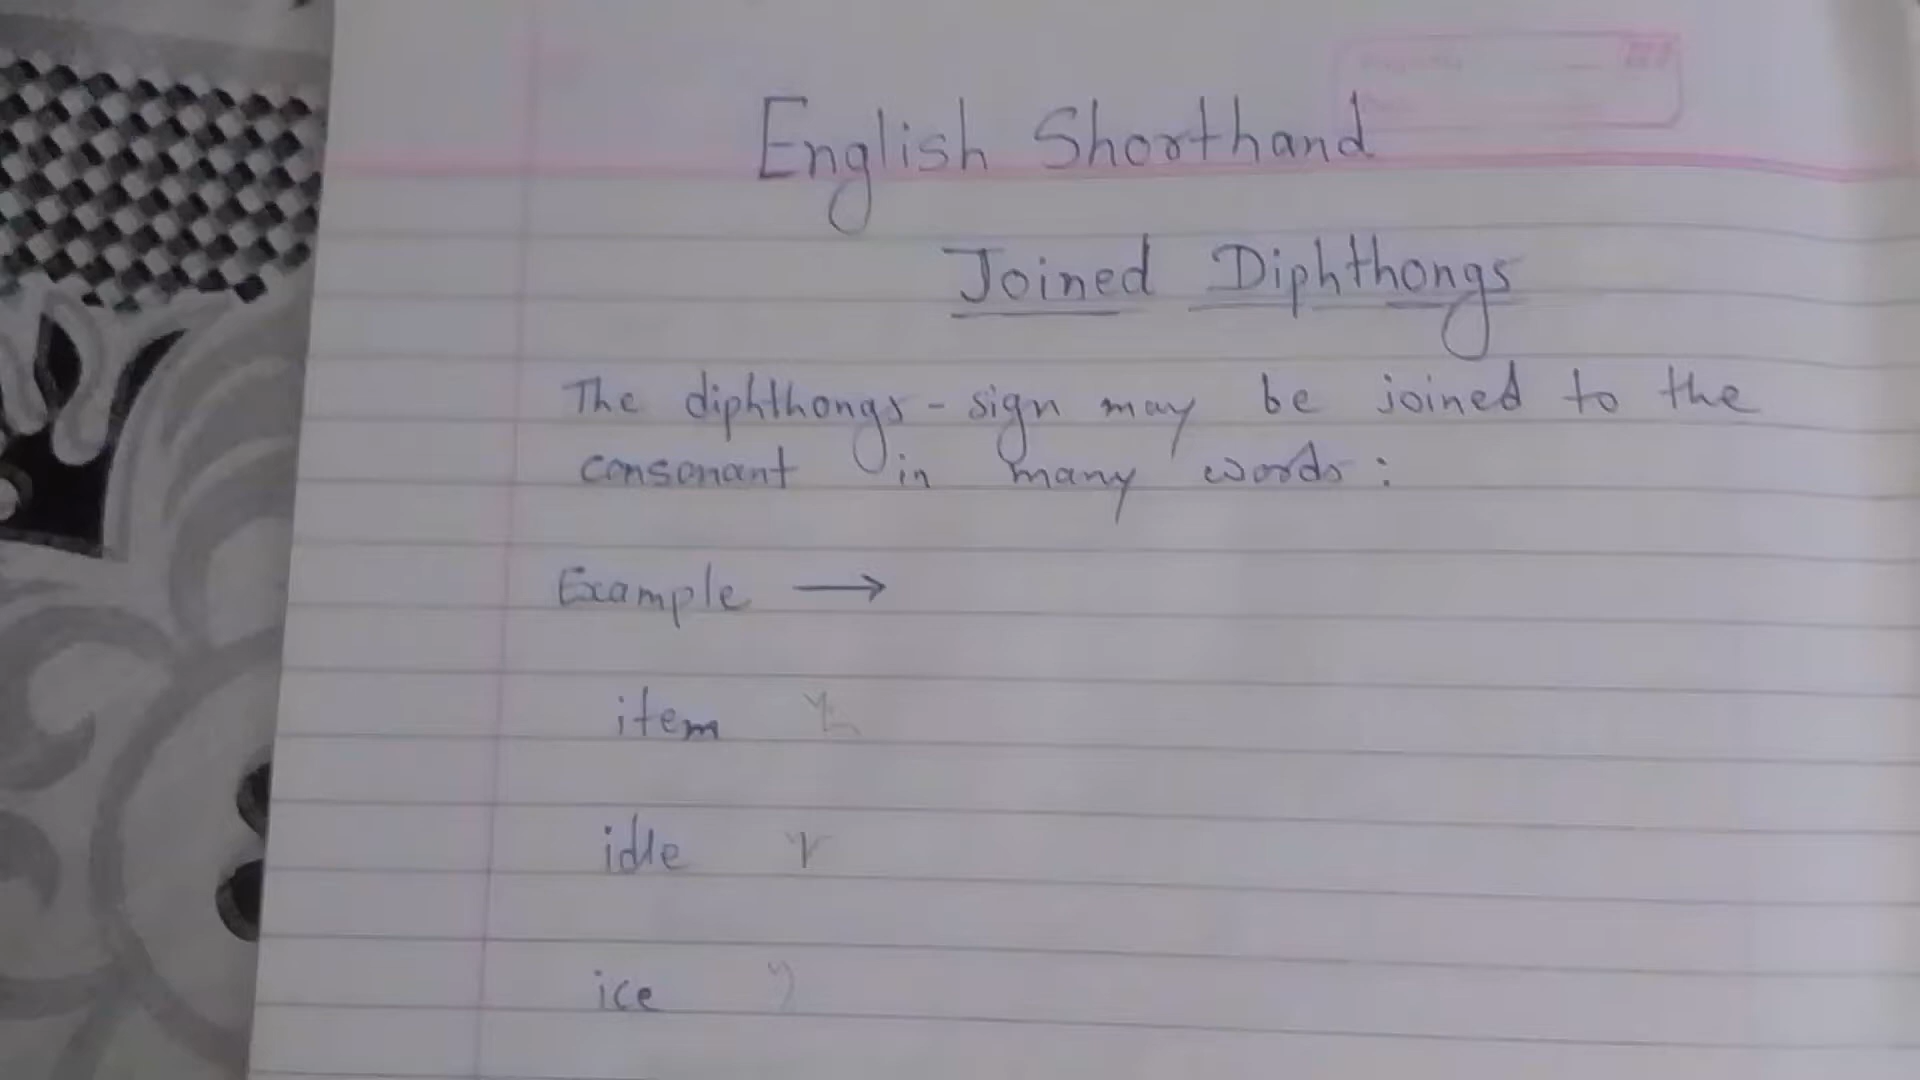 English Shorthand
Joined Diphthongs
The diphthongs - sign may be joined to the
consonant in many words :
Example →
item
idle
ice